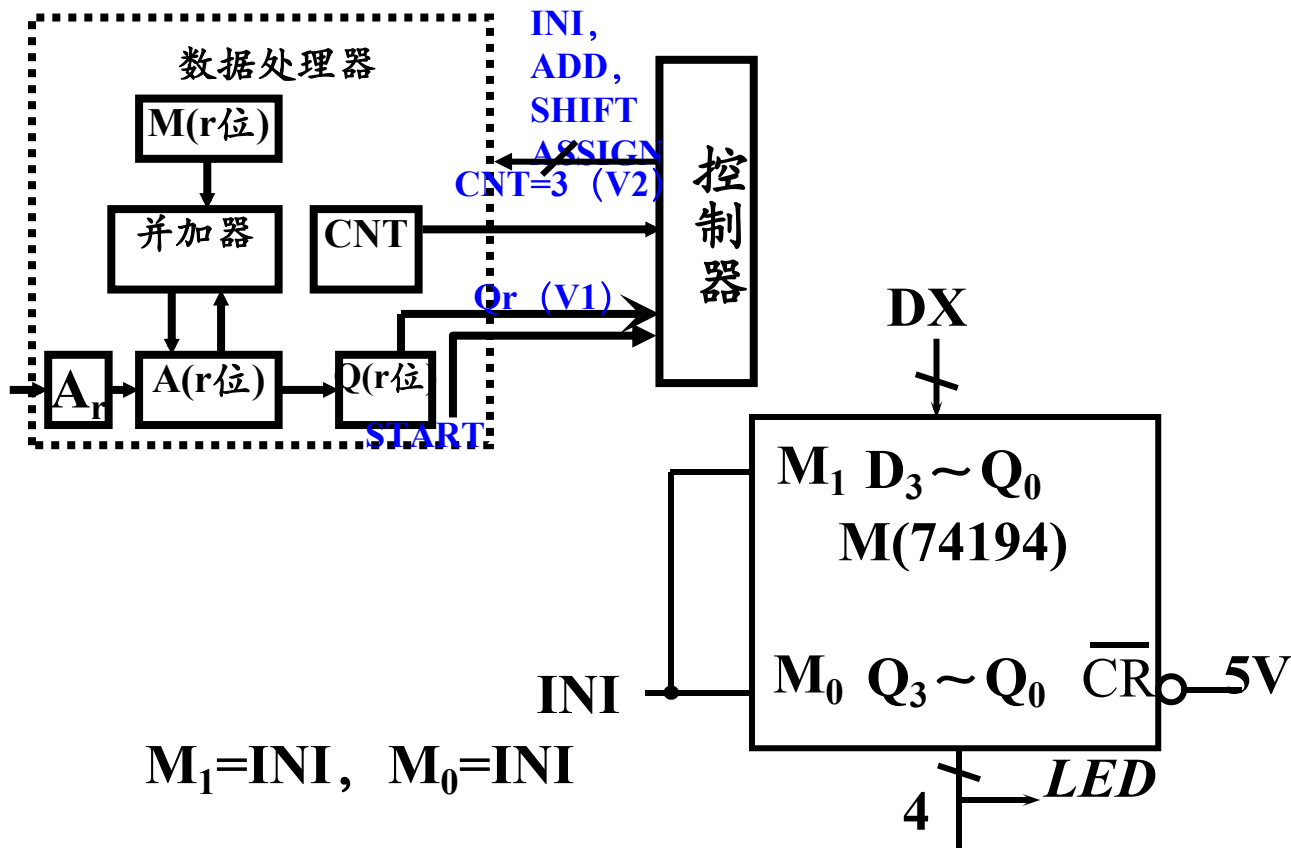 数据处理器
M(r位)
并加器
CNT
Ar
A(r位)
Q(r位)
START
INI，
ADD，
SHIFT
ASSIGN
CNT=3（V2）
Qr（V1）
控制器
DX
M1 D3～Q0
M(74194)
M0 Q3～Q0 CR
5V
INI
M1=INI，M0=INI
4
LED